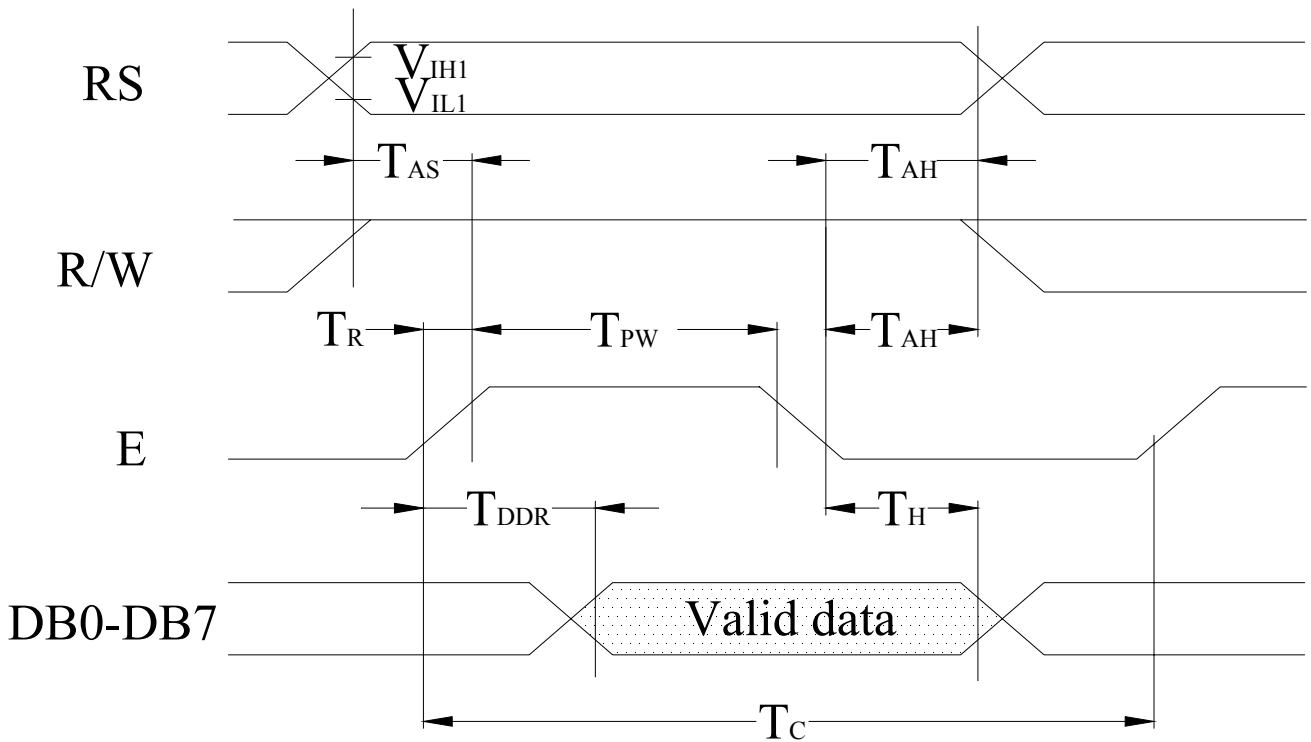 RS
VIH1
VIL1
TAS
TAH
R/W
TR
TPW
TAH
E
TDDR
TH
DB0-DB7
Valid data
TC